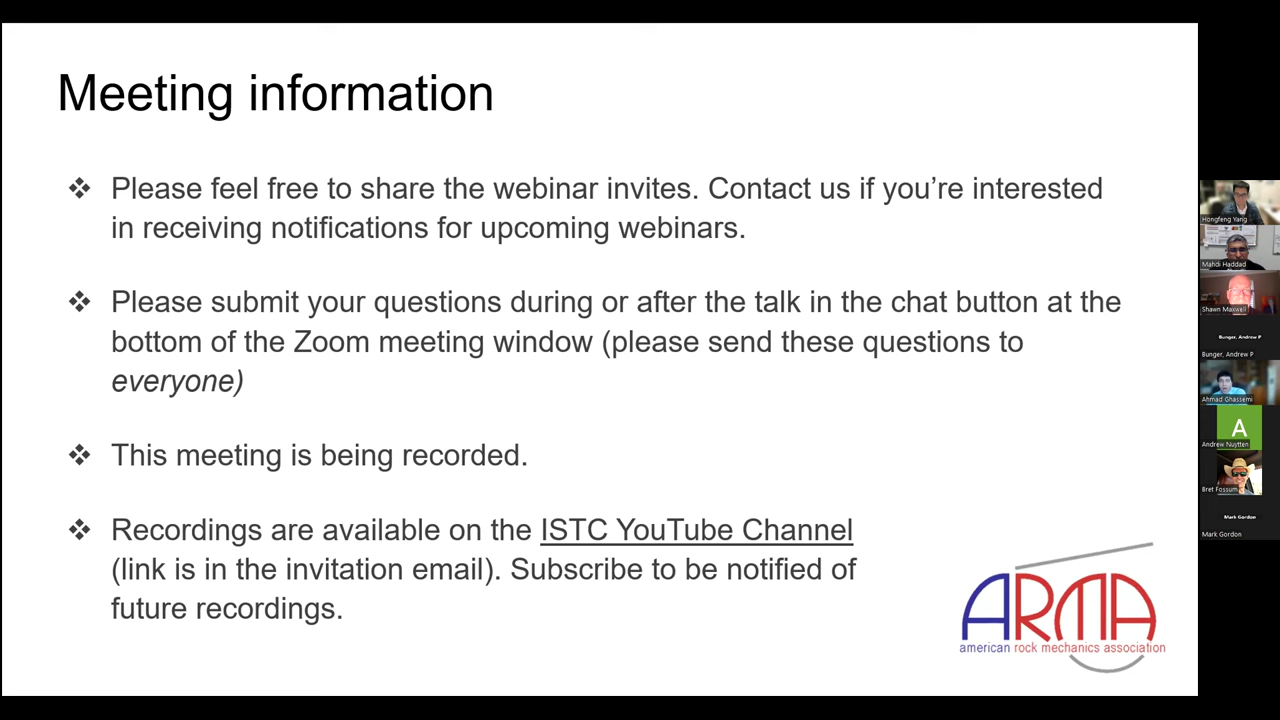 Meeting information
❖ Please feel free to share the webinar invites. Contact us if you’re interested
in receiving notifications for upcoming webinars.
❖ Please submit your questions during or after the talk in the chat button at the
bottom of the Zoom meeting window (please send these questions to
everyone)
❖ This meeting is being recorded.
❖ Recordings are available on the ISTC YouTube Channel
(link is in the invitation email). Subscribe to be notified of
future recordings.
ARMA
american rock mechanics association
Hongfeng Yang
Mahdi Haddad
Shawn Maxwell
Bunger, Andrew P
Bunger, Andrew P
Ahmad Ghassemi
A
Andrew Nuytten
Bret Fossum
Mark Gordon
Mark Gordon